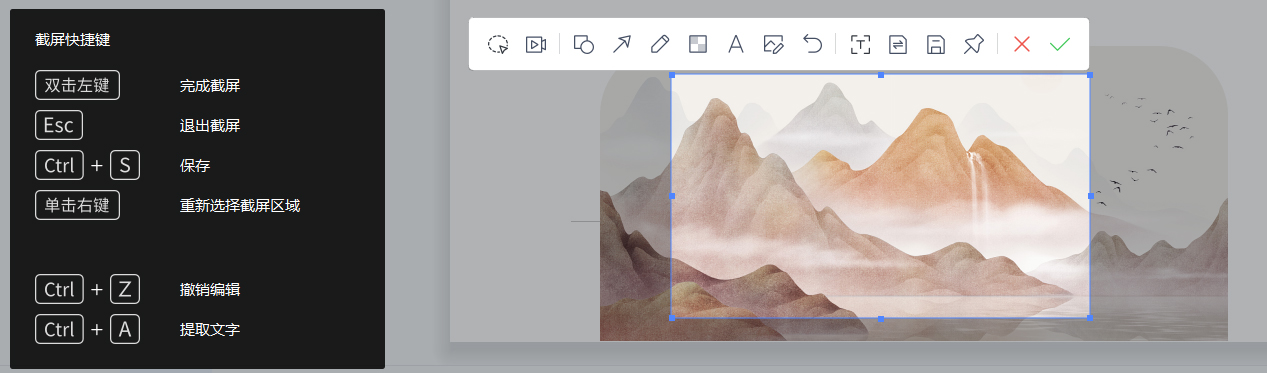 截屏快捷键
双击左键 完成截屏
Esc 退出截屏
Ctrl + S 保存
单击右键 重新选择截屏区域
Ctrl + Z 撤销编辑
Ctrl + A 提取文字